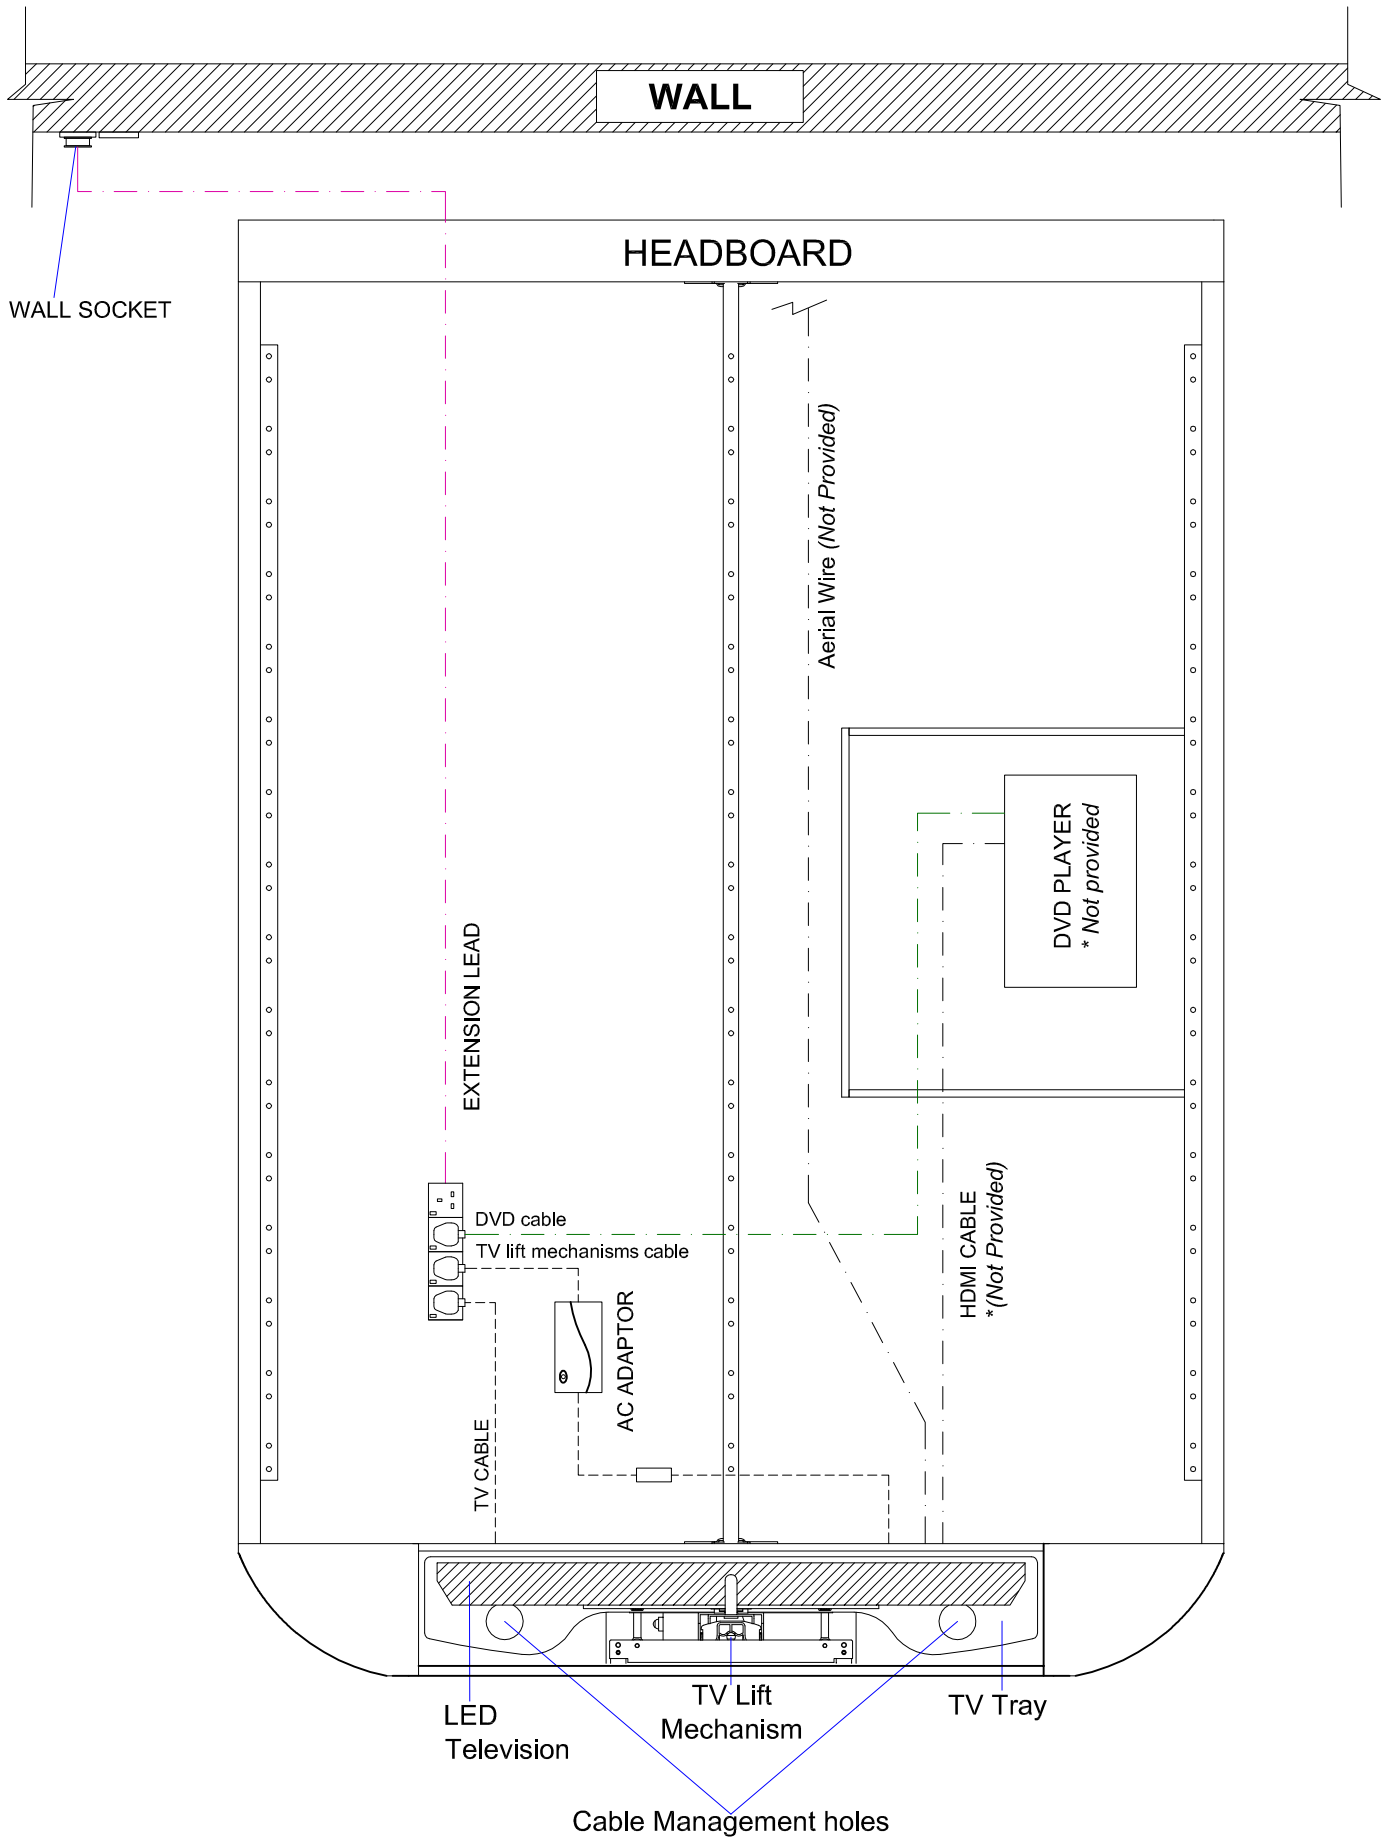 WALL
HEADBOARD
WALL SOCKET
Aerial Wire (Not Provided)
DVD PLAYER
* Not provided
EXTENSION LEAD
DVD cable
TV lift mechanisms cable
HDMI CABLE
*(Not Provided)
AC ADAPTOR
TV CABLE
LED
Television
TV Lift
Mechanism
TV Tray
Cable Management holes